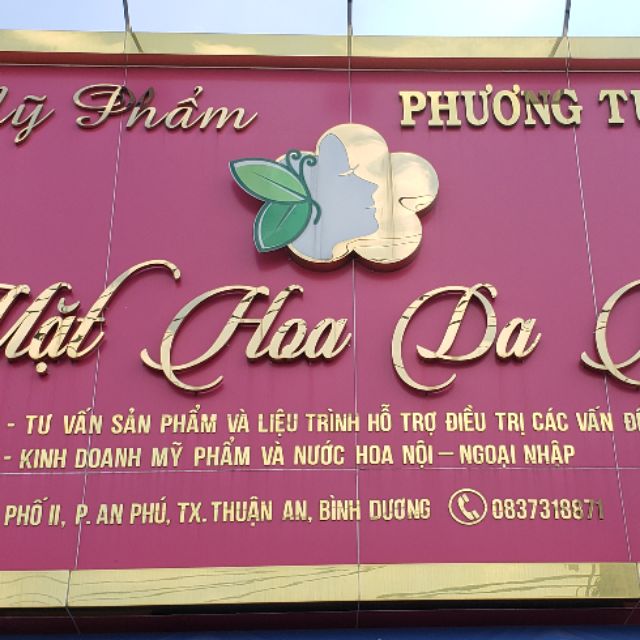 Mỹ Phẩm
PHƯƠNG
Mặt Hoa Da
- TƯ VẤN SẢN PHẨM VÀ LIỆU TRÌNH HỖ TRỢ ĐIỀU TRỊ CÁC VẤN
- KINH DOANH MỸ PHẨM VÀ NƯỚC HOA NỘI – NGOẠI NHẬP
PHỐ II, P. AN PHÚ, TX. THUẬN AN, BÌNH DƯƠNG 0837318871